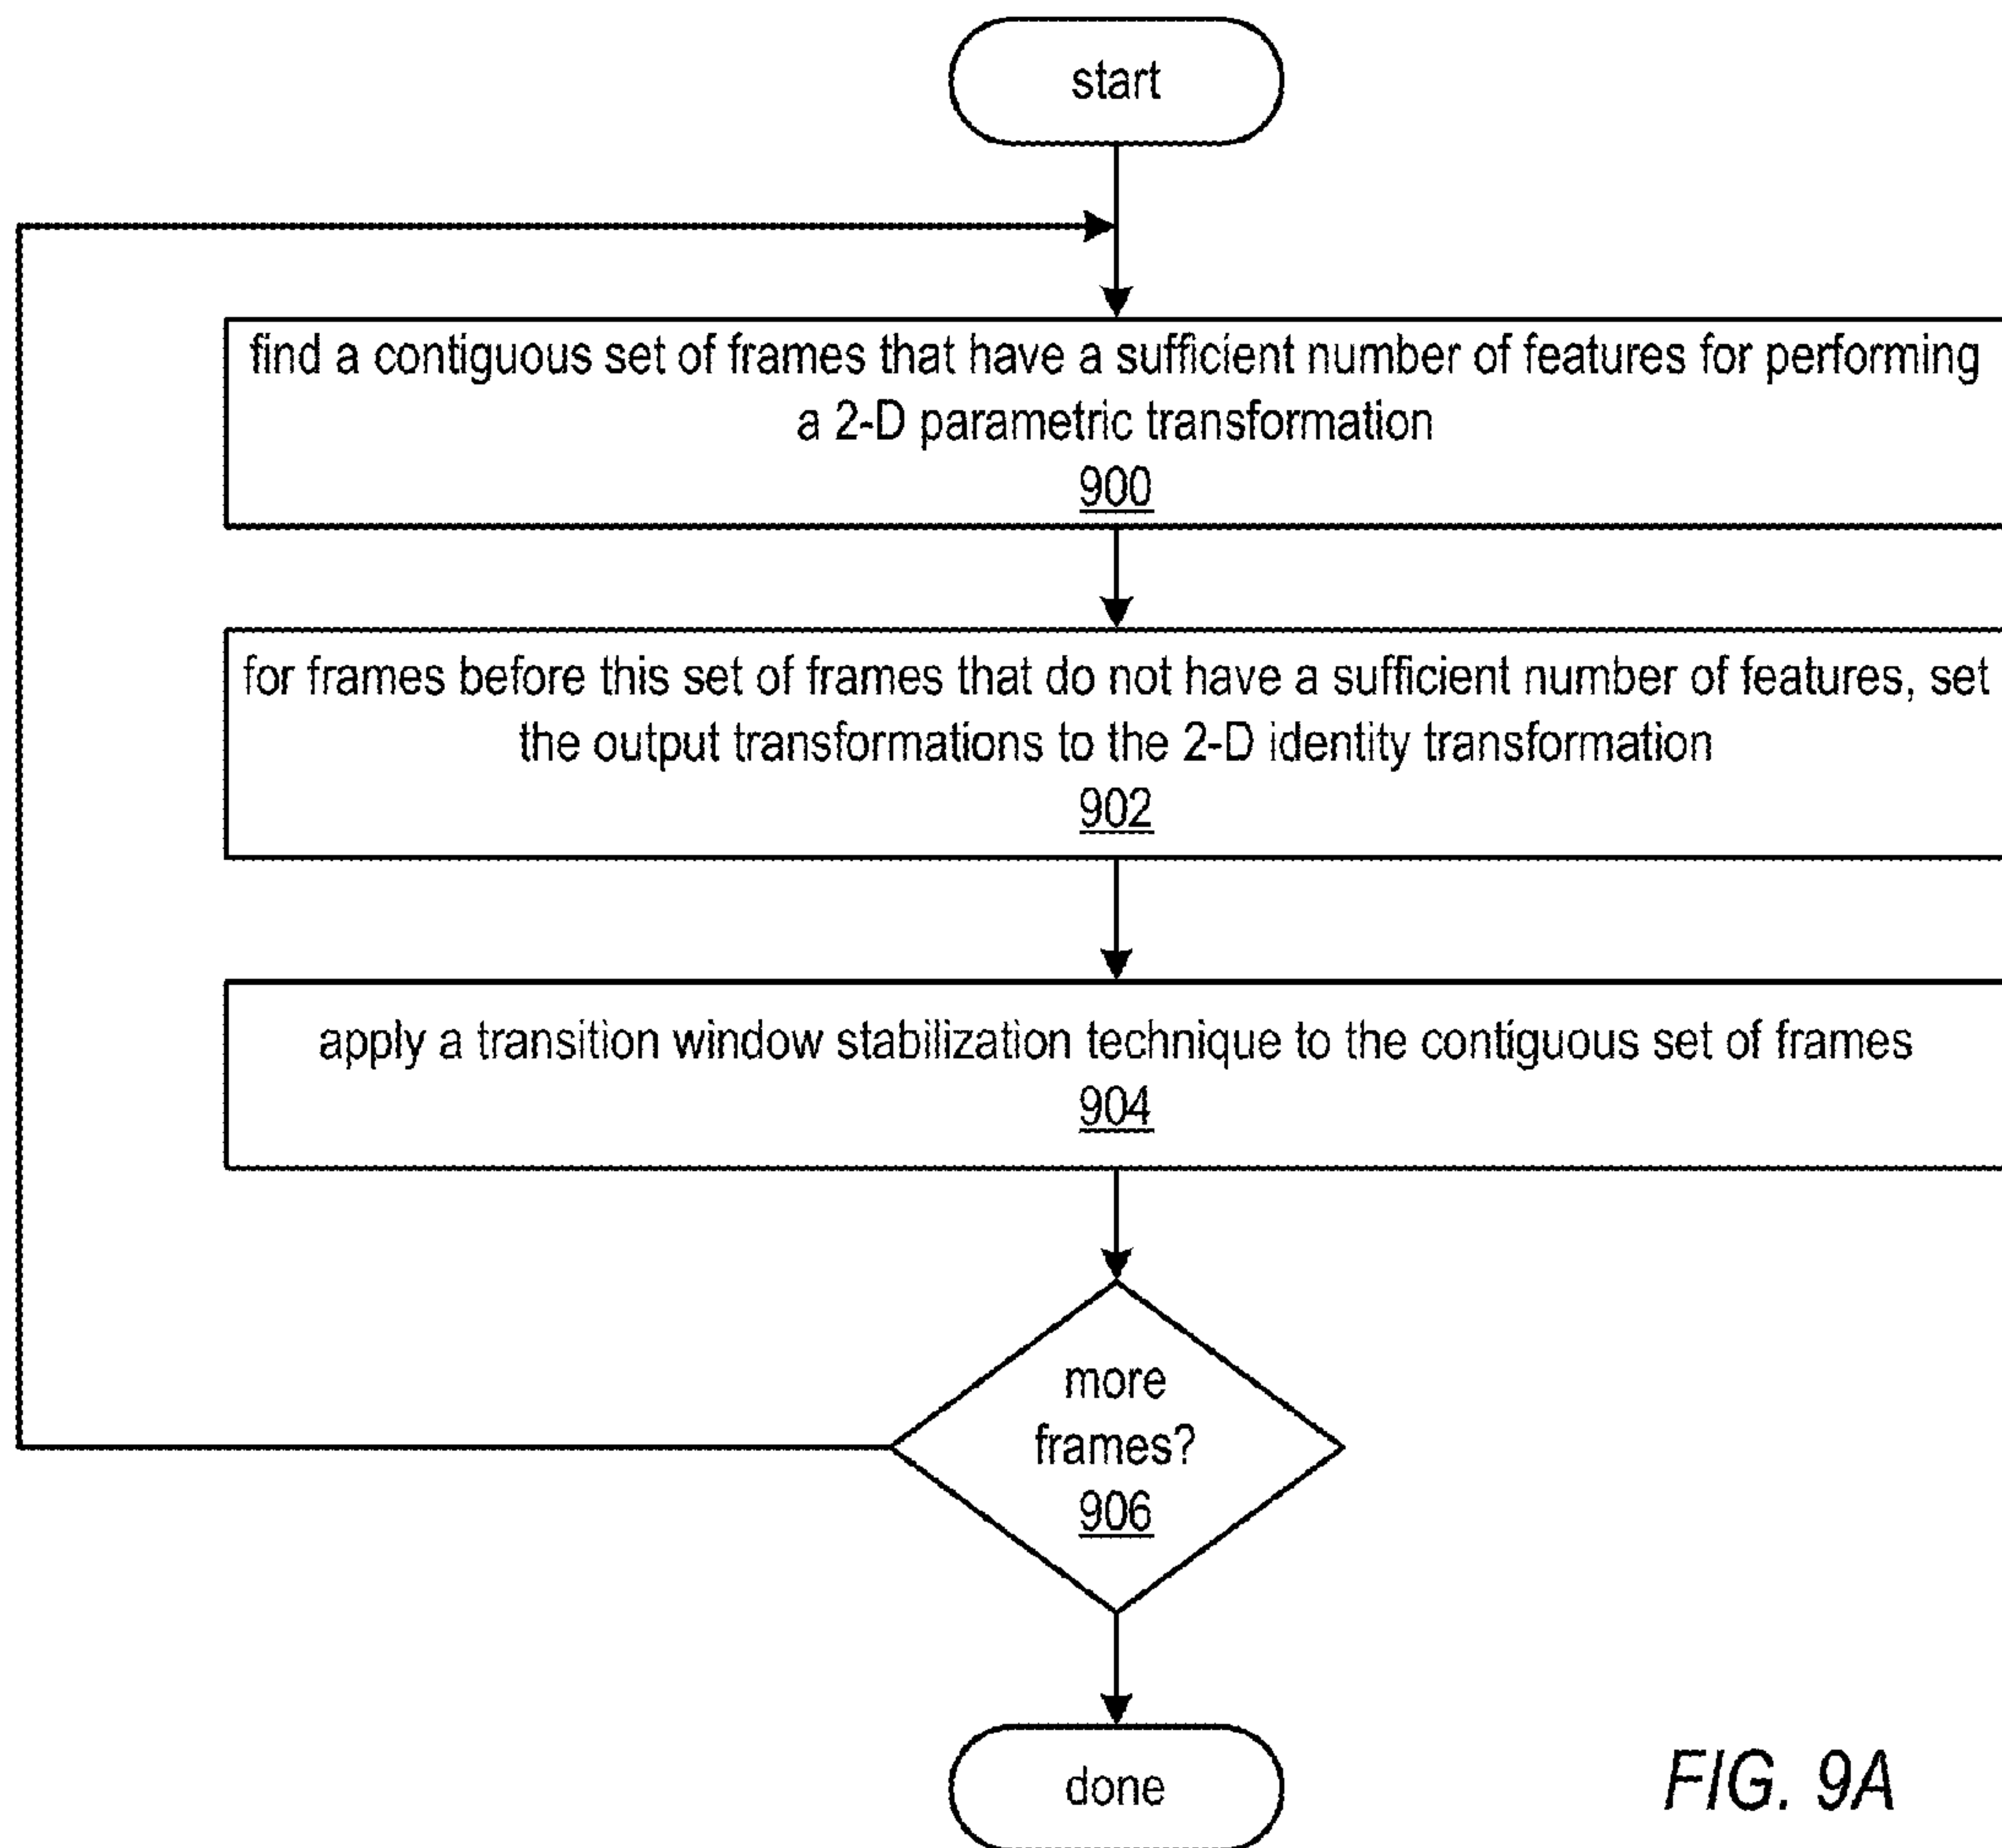 start
find a contiguous set of frames that have a sufficient number of features for performing
a 2-D parametric transformation
900
for frames before this set of frames that do not have a sufficient number of features, set
the output transformations to the 2-D identity transformation
902
apply a transition window stabilization technique to the contiguous set of frames
904
more
frames?
906
done
FIG. 9A